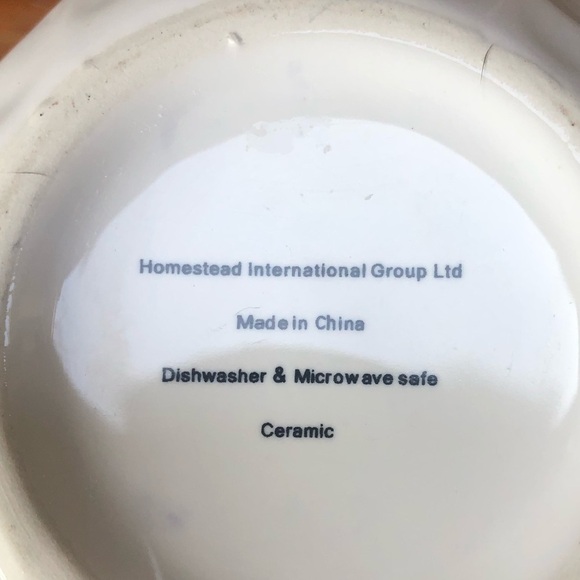 Homestead International Group Ltd
Made in China
Dishwasher & Microwave safe
Ceramic